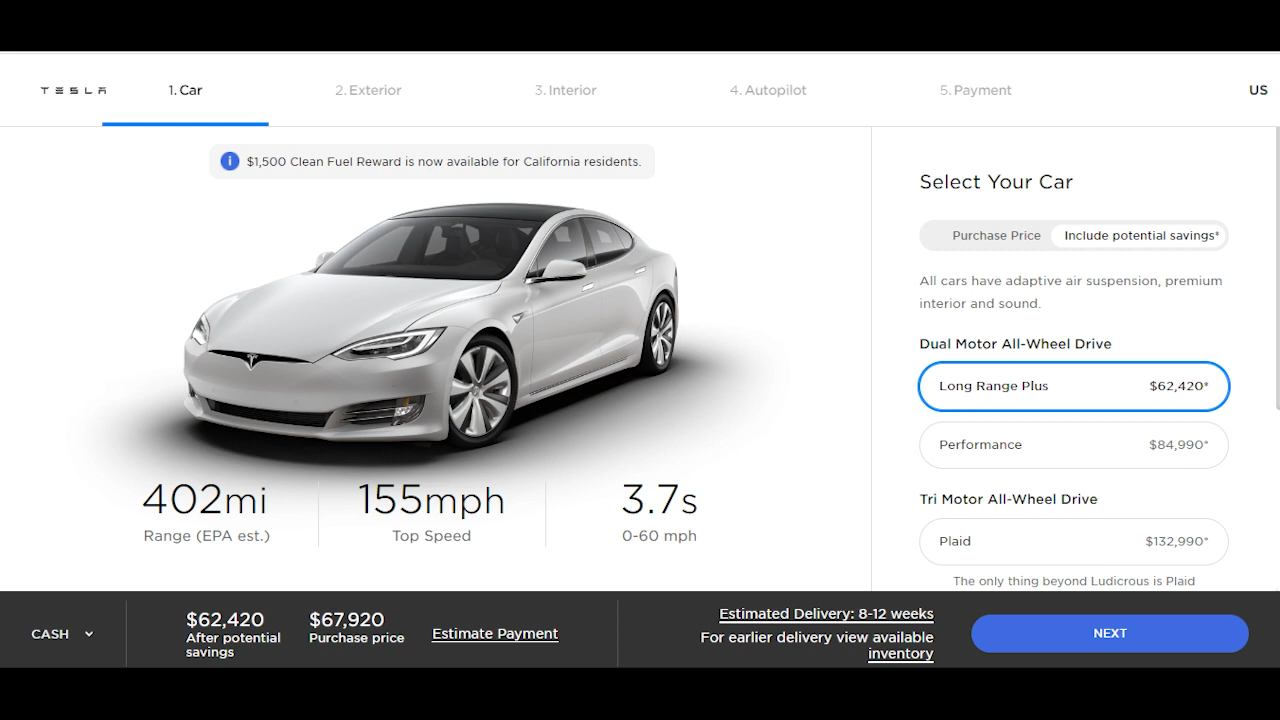 TESLA
1. Car
2. Exterior
3. Interior
4. Autopilot
5. Payment
US
i $1,500 Clean Fuel Reward is now available for California residents.
402mi
Range (EPA est.)
155mph
Top Speed
3.7s
0-60 mph
Select Your Car
Purchase Price
Include potential savings*
All cars have adaptive air suspension, premium
interior and sound.
Dual Motor All-Wheel Drive
Long Range Plus $62,420*
Performance $84,990*
Tri Motor All-Wheel Drive
Plaid $132,990*
The only thing beyond Ludicrous is Plaid
CASH
$62,420
After potential
savings
$67,920
Purchase price
Estimate Payment
Estimated Delivery: 8-12 weeks
For earlier delivery view available
inventory
NEXT